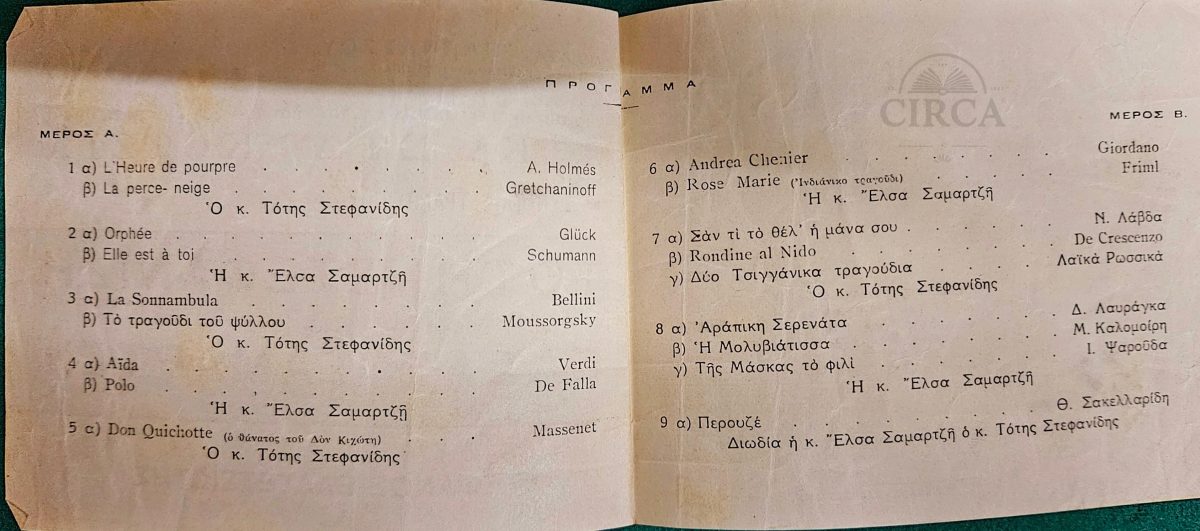 ΠΡΟΓΑΜΜΑ
ΜΕΡΟΣ Α.
1 α) L'Heure de pourpre . . . . . . . A. Holmés
β) La perce- neige . . . . . . . Gretchaninoff
Ὁ κ. Τότης Στεφανίδης
2 α) Orphée . . . . . . . . Glück
β) Elle est à toi . . . . . . . Schumann
Ἡ κ. Ἔλσα Σαμαρτζῆ
3 α) La Sonnambula . . . . . . . Bellini
β) Τὸ τραγοῦδι τοῦ ψύλλου . . . . . Moussorgsky
Ὁ κ. Τότης Στεφανίδης
4 α) Aïda . . . . . . . . Verdi
β) Polo . . . . . . . . De Falla
Ἡ κ. Ἔλσα Σαμαρτζῆ
5 α) Don Quichotte (ὁ θάνατος τοῦ Δὸν Κιχώτη) . . . Massenet
Ὁ κ. Τότης Στεφανίδης
CIRCA
ΜΕΡΟΣ Β.
6 α) Andrea Chenier . . . . . . Giordano
β) Rose Marie (Ἰνδιάνικο τραγοῦδι) . . . . Friml
Ἡ κ. Ἔλσα Σαμαρτζῆ
7 α) Σὰν τὶ τὸ θέλ' ἡ μάνα σου . . . . . Ν. Λάβδα
β) Rondine al Nido . . . . . . De Crescenzo
γ) Δύο Τσιγγάνικα τραγούδια . . . . Λαϊκὰ Ρωσσικὰ
Ὁ κ. Τότης Στεφανίδης
8 α) Ἀράπικη Σερενάτα . . . . . Δ. Λαυράγκα
β) Ἡ Μολυβιάτισσα . . . . . . Μ. Καλομοίρη
γ) Τῆς Μάσκας τὸ φιλὶ . . . . . Ι. Ψαρούδα
Ἡ κ. Ἔλσα Σαμαρτζῆ
9 α) Περουζέ . . . . . . . Θ. Σακελλαρίδη
Διωδία ἡ κ. Ἔλσα Σαμαρτζῆ ὁ κ. Τότης Στεφανίδης